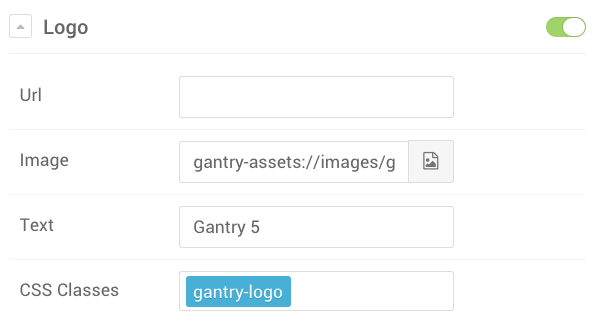 Logo
Url
Image gantry-assets://images/g
Text Gantry 5
CSS Classes gantry-logo